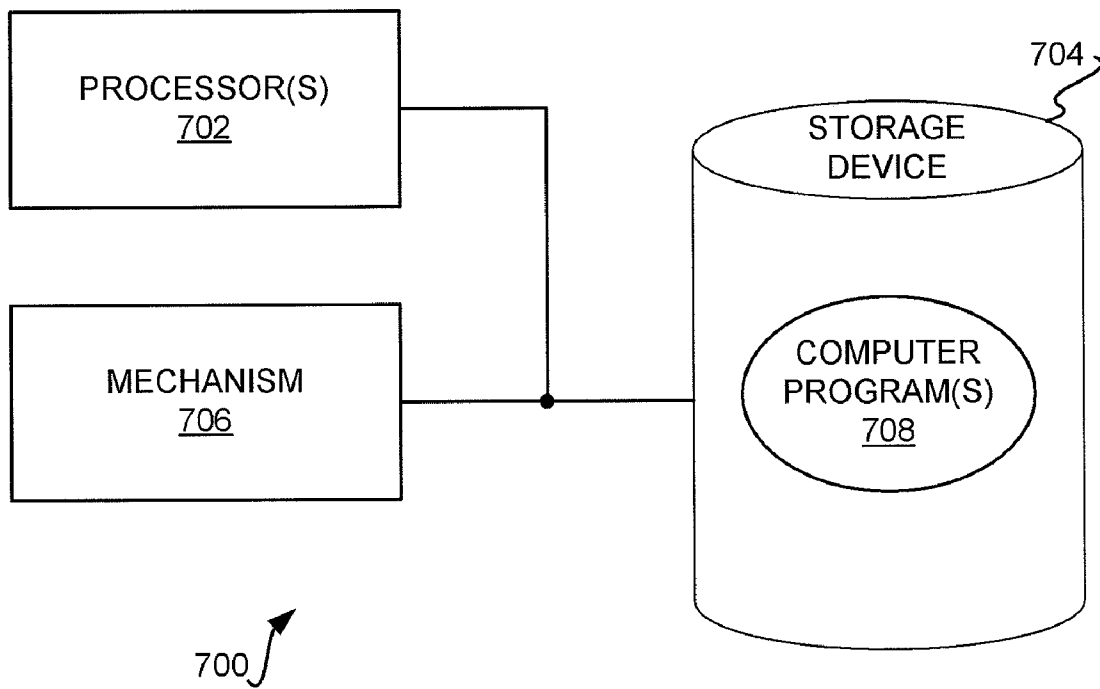 PROCESSOR(S)
702
704
STORAGE
DEVICE
MECHANISM
706
COMPUTER
PROGRAM(S)
708
700